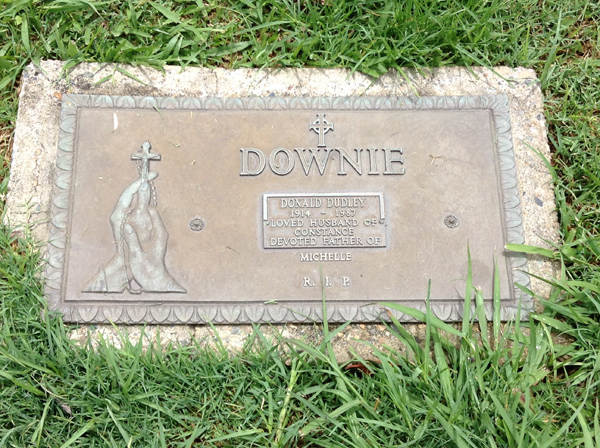 DOWNIE
DONALD DUDLEY
1914 - 1987
LOVED HUSBAND OF
CONSTANCE
DEVOTED FATHER OF
MICHELLE
R. I. P.